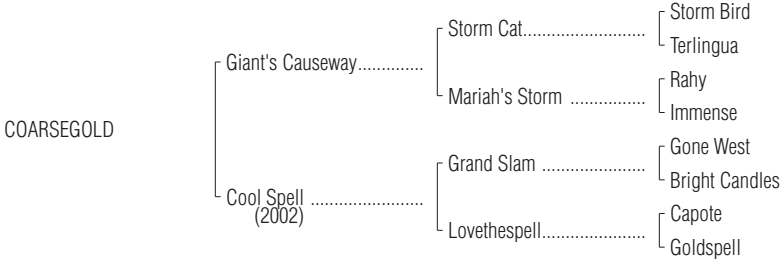 Storm Bird
Storm Cat..........................
Terlingua
Giant's Causeway..............
Rahy
Mariah's Storm ................
Immense
COARSEGOLD
Gone West
Grand Slam ......................
Bright Candles
Cool Spell ........................
(2002)
Capote
Lovethespell......................
Goldspell